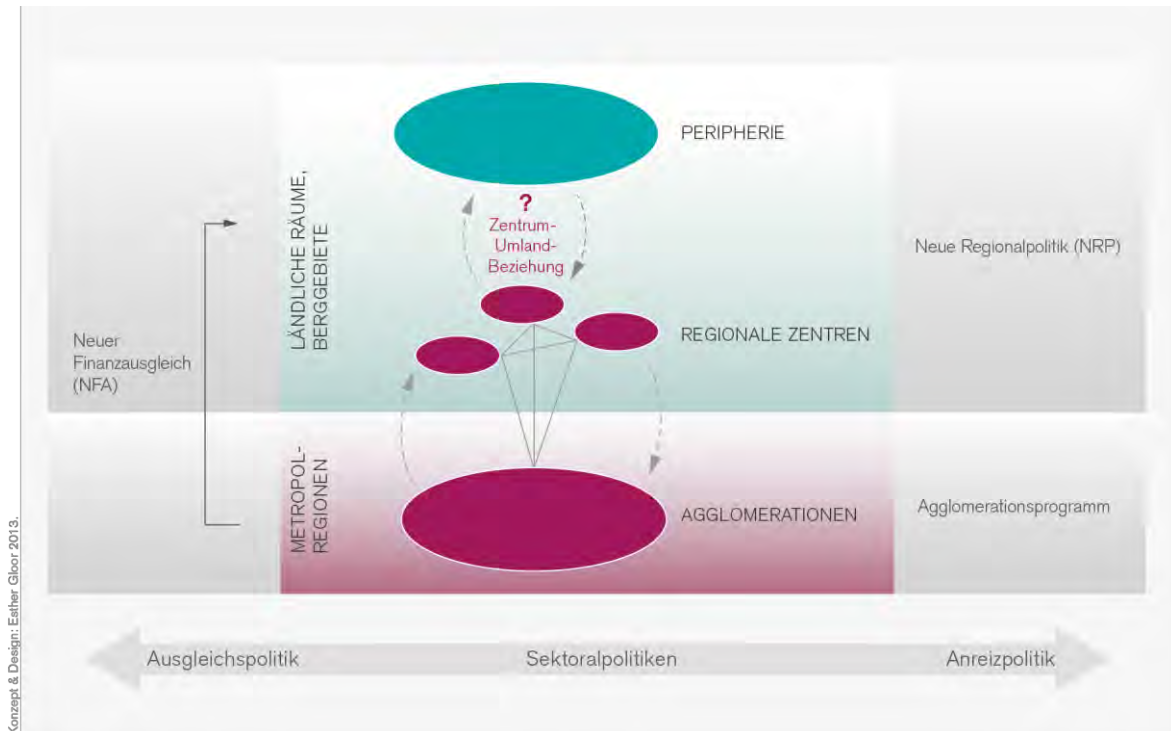 PERIPHERIE
LÄNDLICHE RÄUME,
BERGGEBIETE
?
Zentrum-
Umland-
Beziehung
Neue Regionalpolitik (NRP)
REGIONALE ZENTREN
Neuer
Finanzausgleich
(NFA)
METROPOL-
REGIONEN
AGGLOMERATIONEN
Agglomerationsprogramm
Ausgleichspolitik
Sektoralpolitiken
Anreizpolitik
Konzept & Design: Esther Gloor 2013.